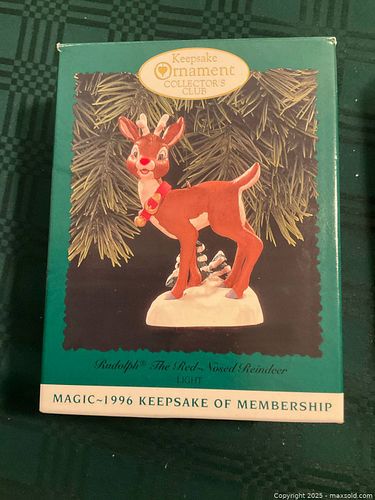 Keepsake
Ornament
COLLECTOR'S
CLUB
Rudolph® The Red-Nosed Reindeer
LIGHT
MAGIC~1996 KEEPSAKE OF MEMBERSHIP
Copyright © 2025 - maxsold.com